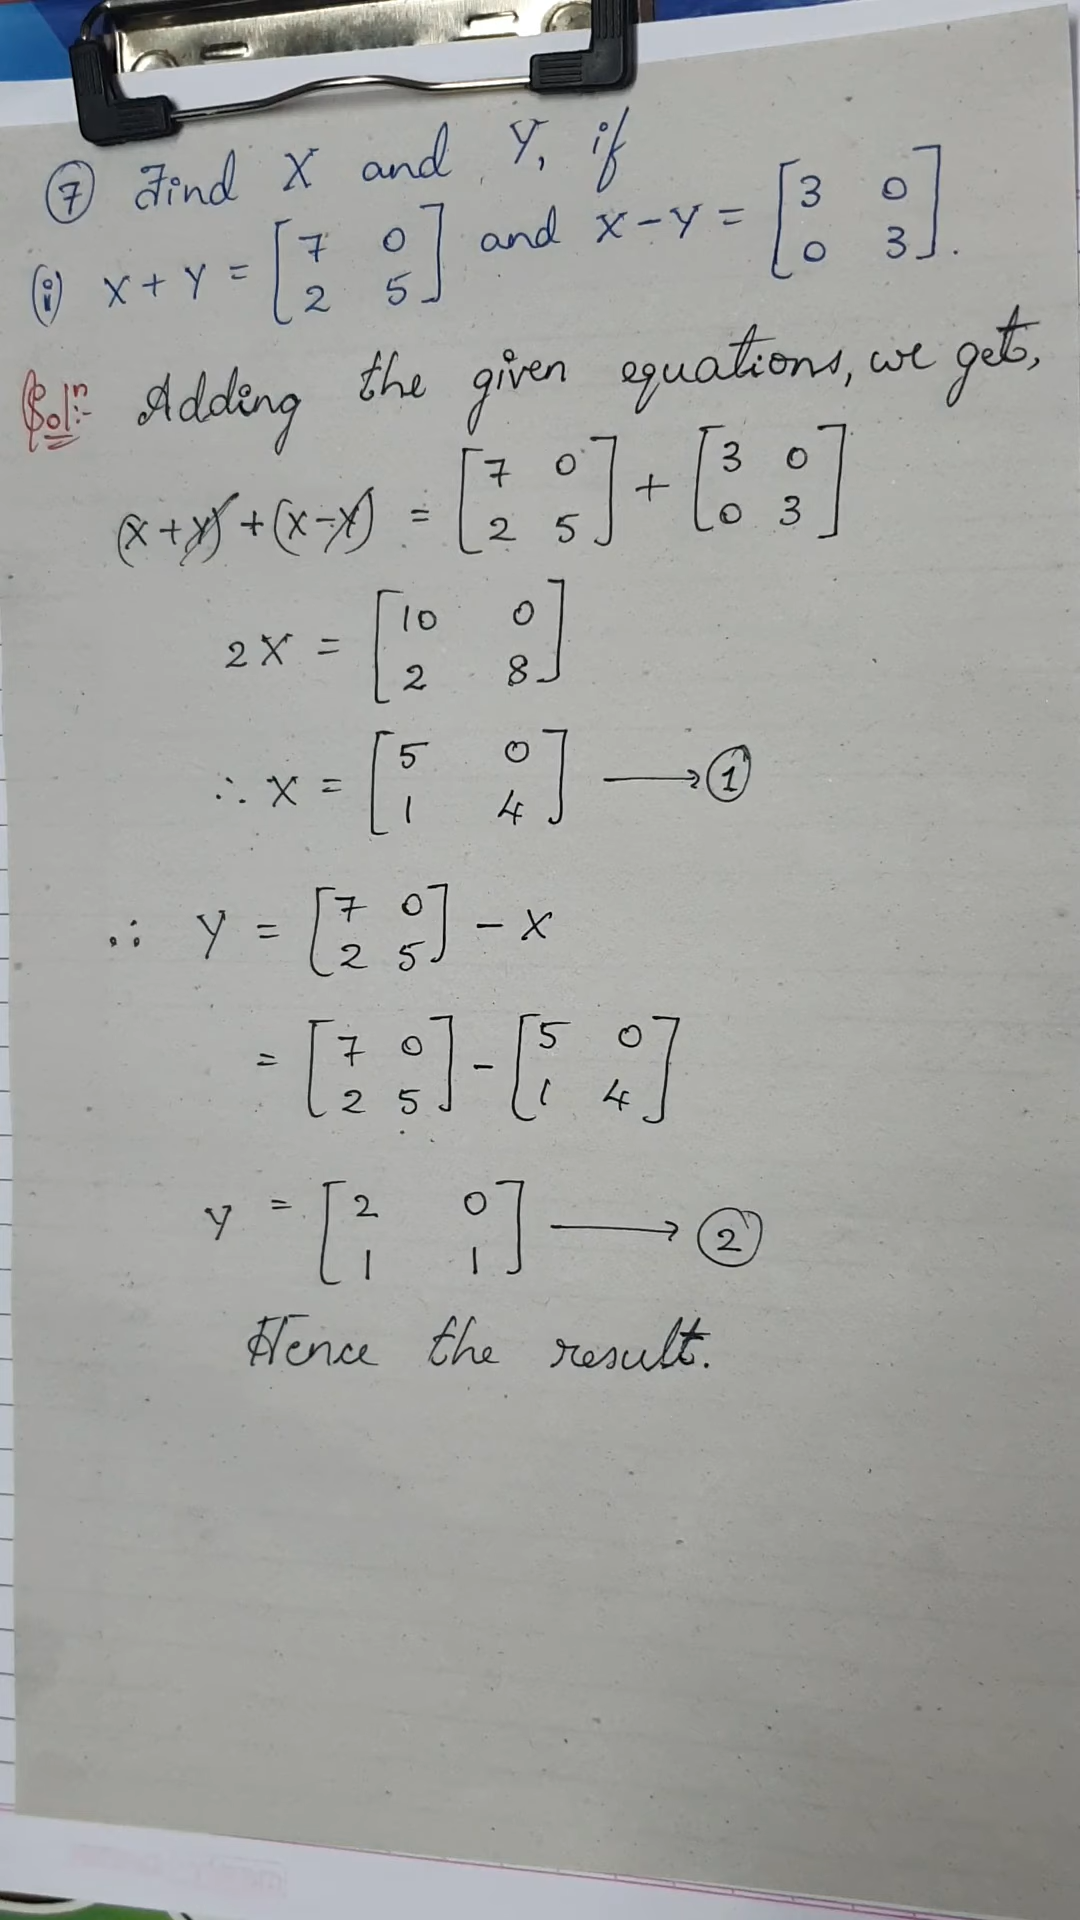 ⑦ Find X and Y, if
(i) X + Y = [7 0 2 5] and X - Y = [3 0 0 3].
Solⁿ:- Adding the given equations, we get,
(X + Y) + (X - Y) = [7 0 2 5] + [3 0 0 3]
2X = [10 0 2 8]
∴ X = [5 0 1 4] → ①
∴ Y = [7 0 2 5] - X
= [7 0 2 5] - [5 0 1 4]
Y = [2 0 1 1] → ②
Hence the result.